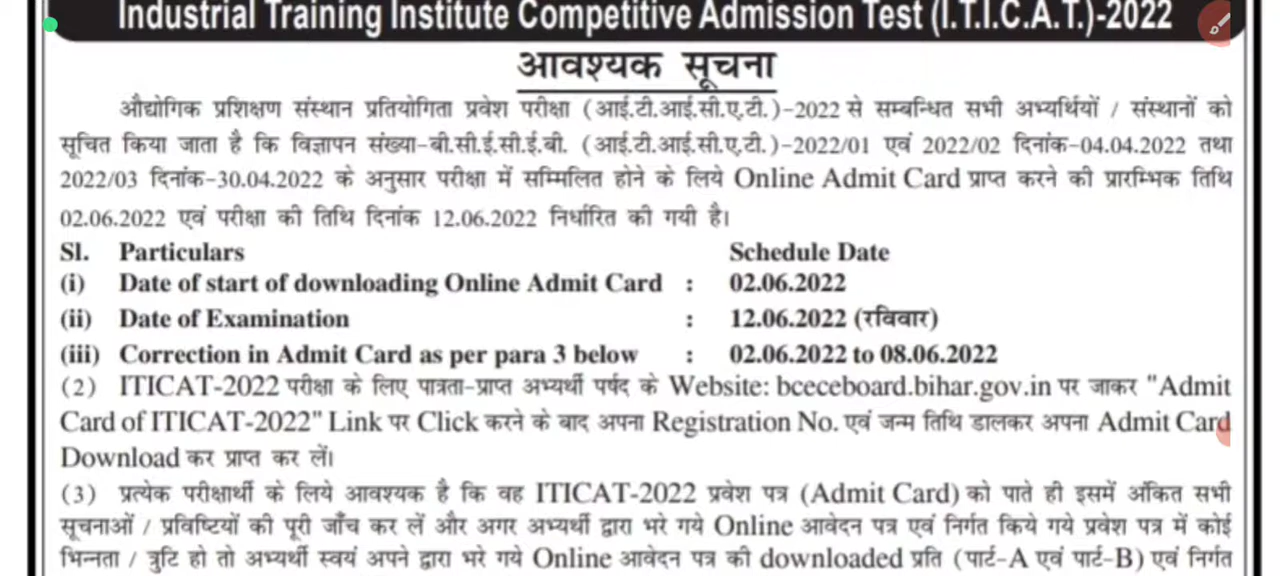 Industrial Training Institute Competitive Admission Test (I.T.I.C.A.T.)-2022
आवश्यक सूचना
औद्योगिक प्रशिक्षण संस्थान प्रतियोगिता प्रवेश परीक्षा (आई.टी.आई.सी.ए.टी.)-2022 से सम्बन्धित सभी अभ्यर्थियों / संस्थानों को
सूचित किया जाता है कि विज्ञापन संख्या-बी.सी.ई.सी.ई.बी. (आई.टी.आई.सी.ए.टी.)-2022/01 एवं 2022/02 दिनांक-04.04.2022 तथा
2022/03 दिनांक-30.04.2022 के अनुसार परीक्षा में सम्मिलित होने के लिये Online Admit Card प्राप्त करने की प्रारम्भिक तिथि
02.06.2022 एवं परीक्षा की तिथि दिनांक 12.06.2022 निर्धारित की गयी है।
Sl. Particulars Schedule Date
(i) Date of start of downloading Online Admit Card : 02.06.2022
(ii) Date of Examination : 12.06.2022 (रविवार)
(iii) Correction in Admit Card as per para 3 below : 02.06.2022 to 08.06.2022
(2) ITICAT-2022 परीक्षा के लिए पात्रता-प्राप्त अभ्यर्थी पर्षद के Website: bceceboard.bihar.gov.in पर जाकर "Admit
Card of ITICAT-2022" Link पर Click करने के बाद अपना Registration No. एवं जन्म तिथि डालकर अपना Admit Card
Download कर प्राप्त कर लें।
(3) प्रत्येक परीक्षार्थी के लिये आवश्यक है कि वह ITICAT-2022 प्रवेश पत्र (Admit Card) को पाते ही इसमें अंकित सभी
सूचनाओं / प्रविष्टियों की पूरी जाँच कर लें और अगर अभ्यर्थी द्वारा भरे गये Online आवेदन पत्र एवं निर्गत किये गये प्रवेश पत्र में कोई
भिन्नता / त्रुटि हो तो अभ्यर्थी स्वयं अपने द्वारा भरे गये Online आवेदन पत्र की downloaded प्रति (पार्ट-A एवं पार्ट-B) एवं निर्गत